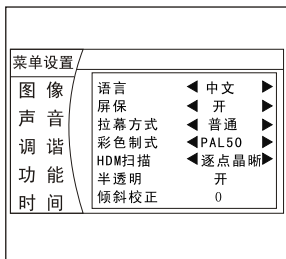 菜单设置
图 像
声 音
调 谐
功 能
时 间
语言 ◀ 中文 ▶
屏保 ◀ 开 ▶
拉幕方式 ◀ 普通 ▶
彩色制式 ◀PAL50 ▶
HDM扫描 ◀逐点晶晰▶
半透明 开
倾斜校正 0